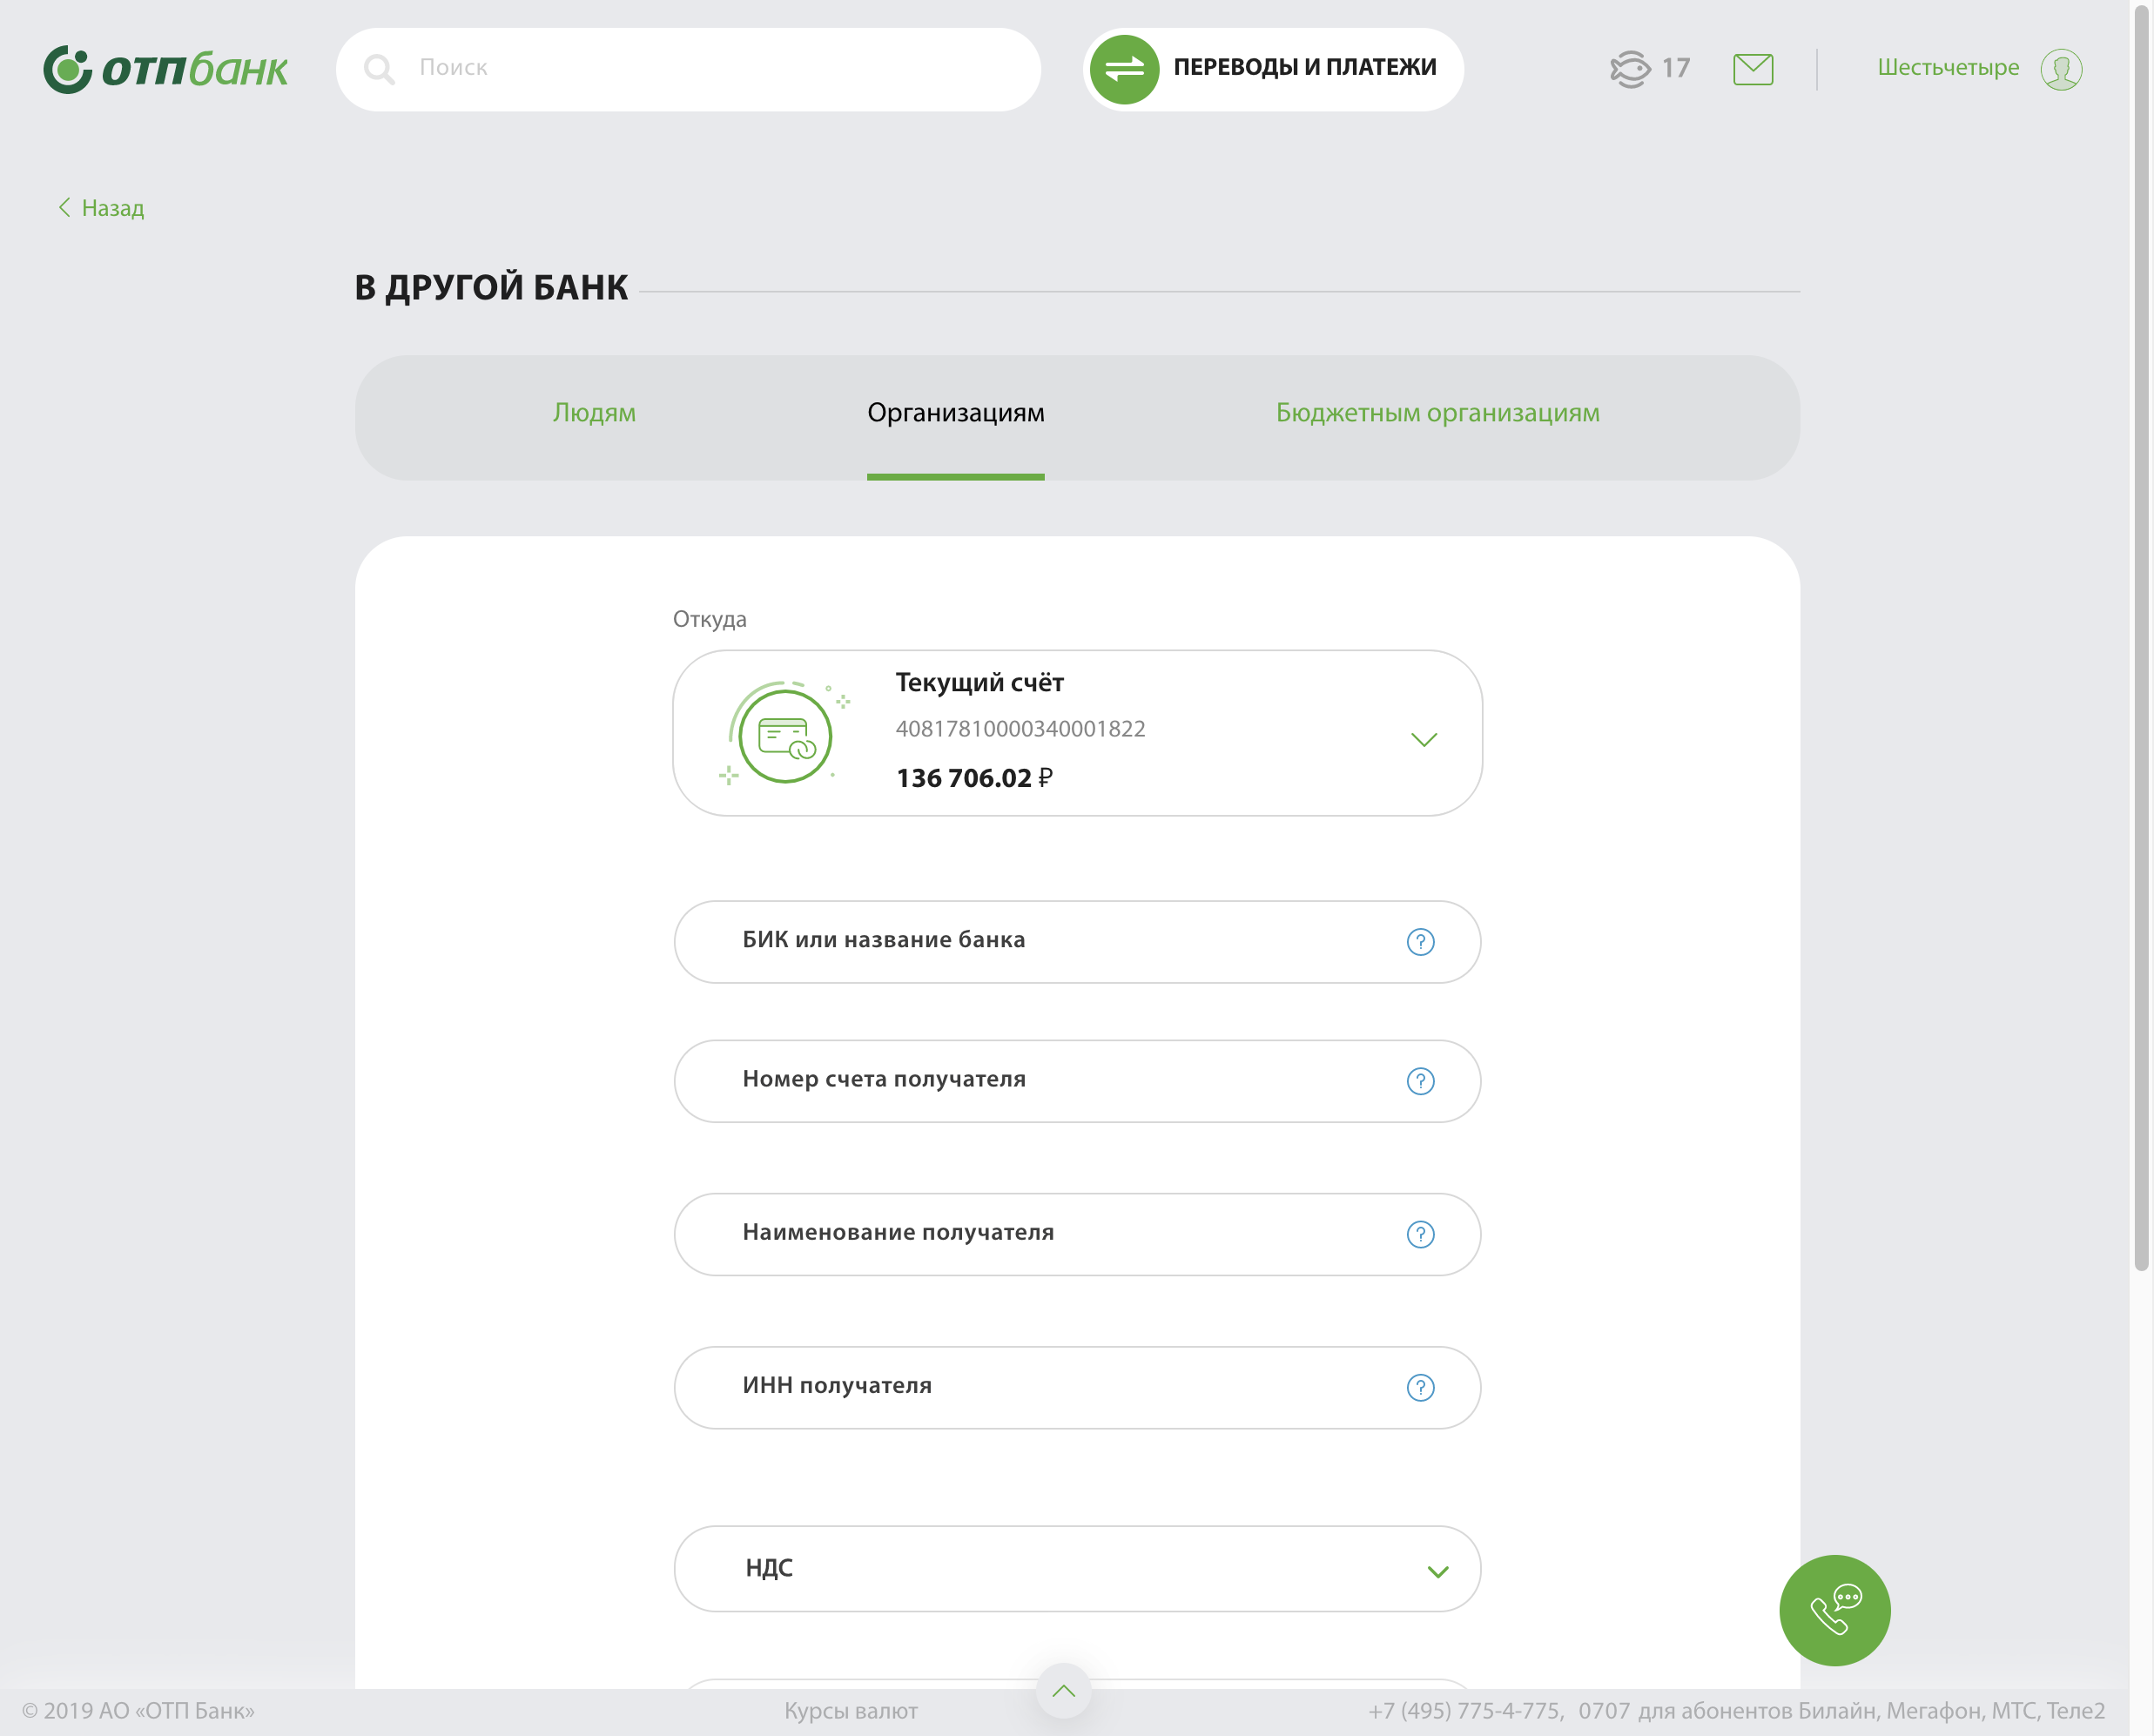 ОТПбанк
Поиск
ПЕРЕВОДЫ И ПЛАТЕЖИ
17
Шестьчетыре
Назад
В ДРУГОЙ БАНК
Людям
Организациям
Бюджетным организациям
Откуда
Текущий счёт
40817810000340001822
136 706.02 ₽
БИК или название банка
?
Номер счета получателя
?
Наименование получателя
?
ИНН получателя
?
НДС
© 2019 АО «ОТП Банк»
Курсы валют
+7 (495) 775-4-775, 0707 для абонентов Билайн, Мегафон, МТС, Теле2